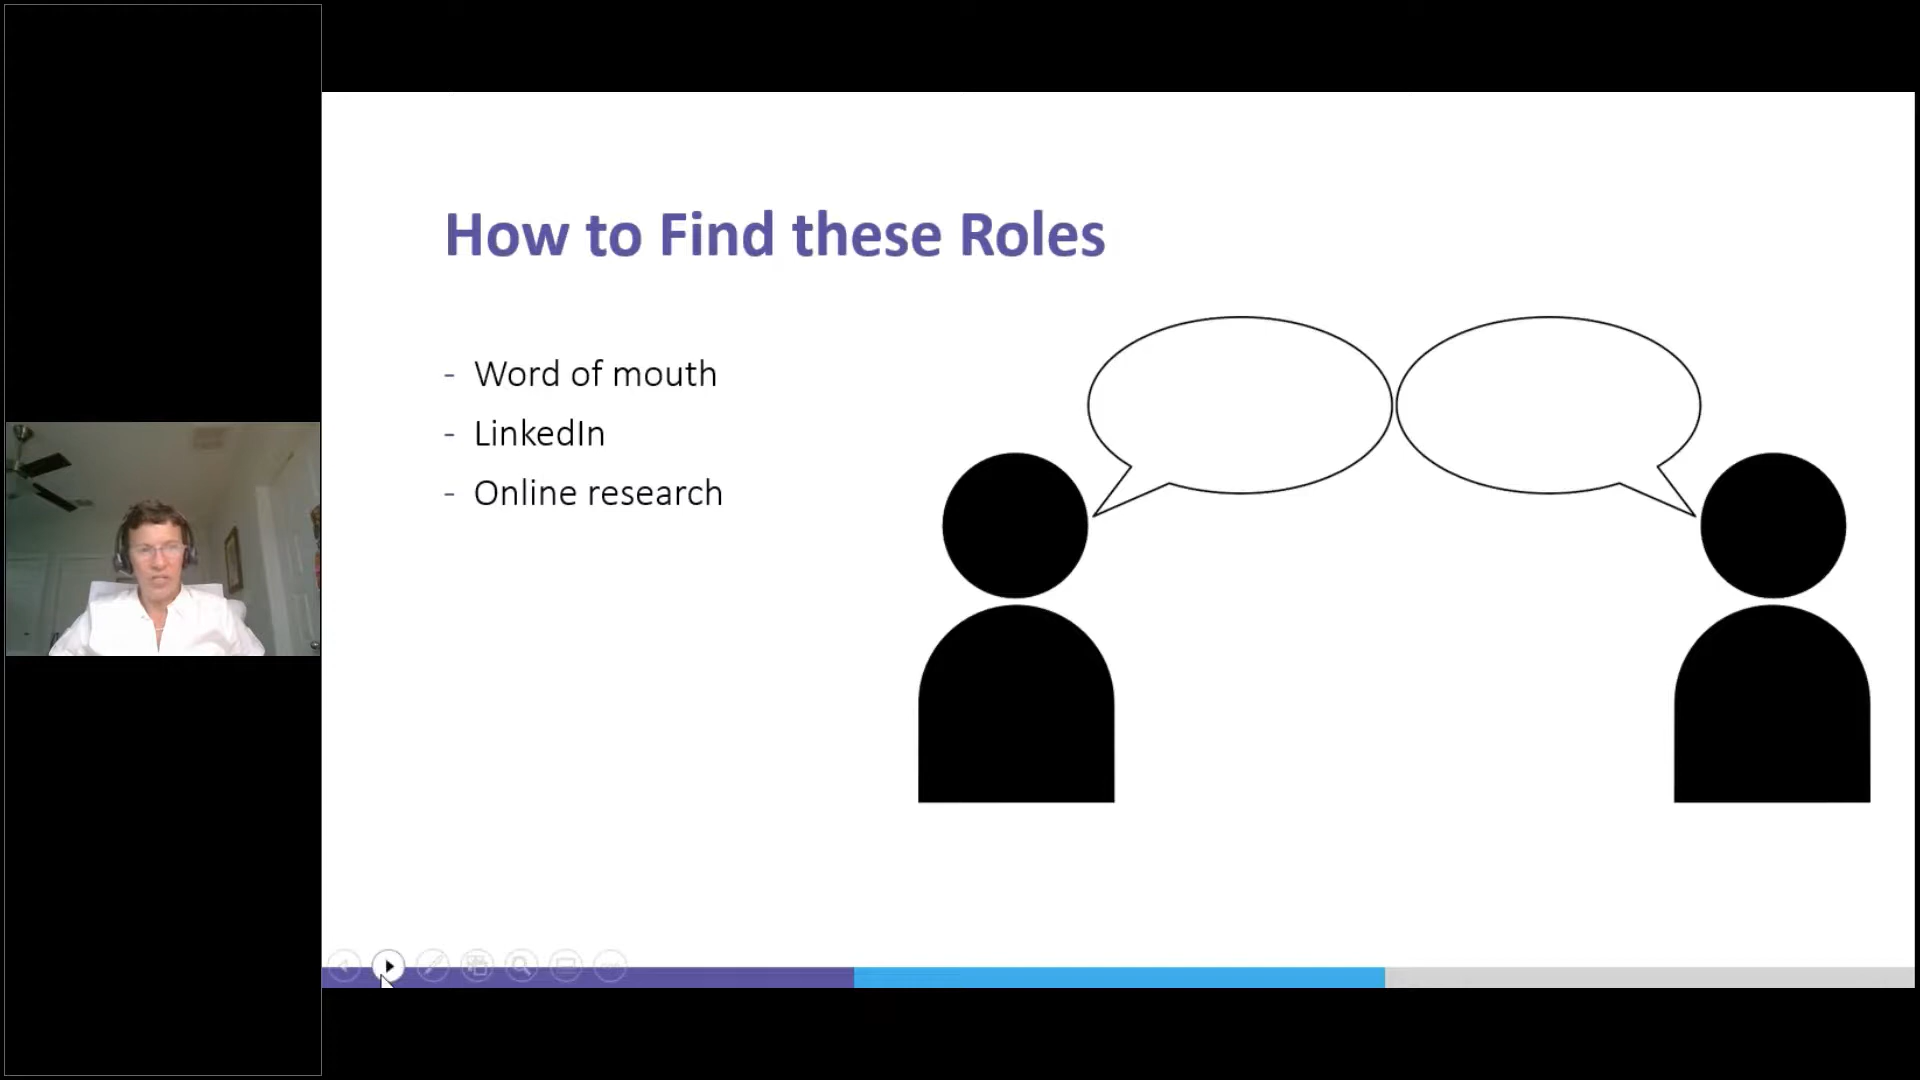 How to Find these Roles
- Word of mouth
- LinkedIn
- Online research